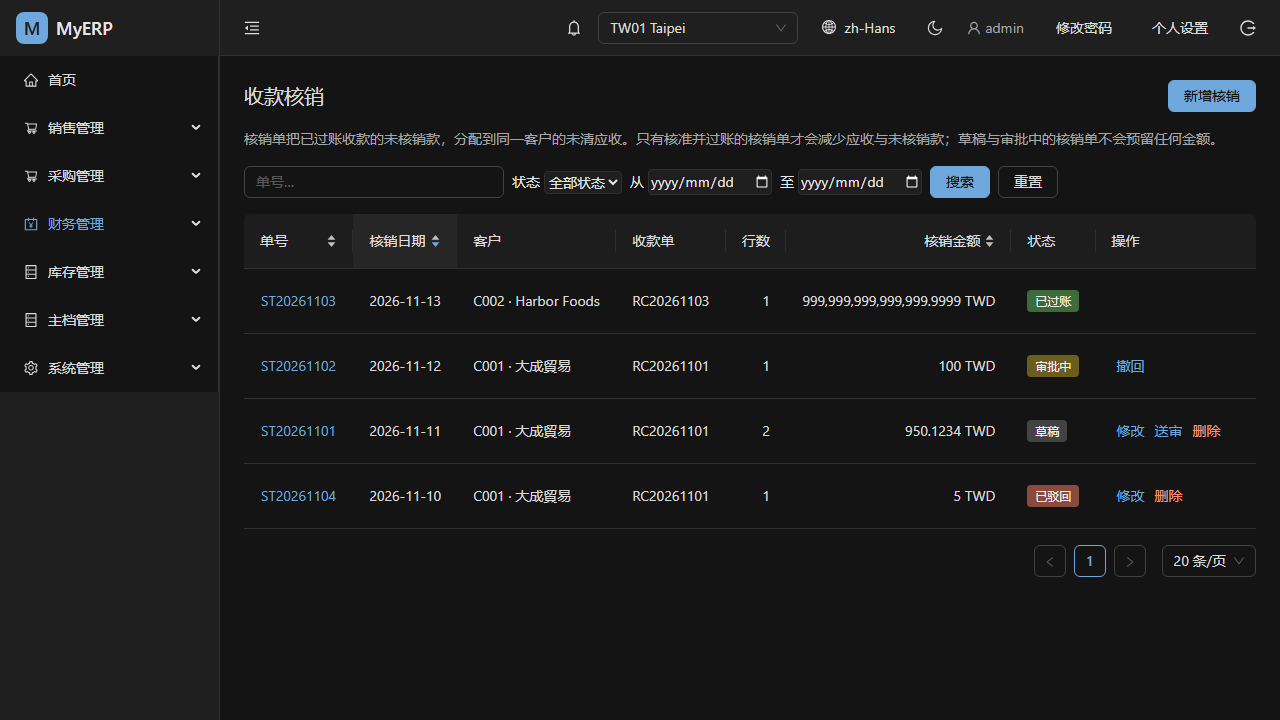 M MyERP
TW01 Taipei
zh-Hans
admin
修改密码
个人设置
首页
销售管理
采购管理
财务管理
库存管理
主档管理
系统管理
收款核销
新增核销
核销单把已过账收款的未核销款，分配到同一客户的未清应收。只有核准并过账的核销单才会减少应收与未核销款；草稿与审批中的核销单不会预留任何金额。
单号... 状态 全部状态 从 yyyy/mm/dd 至 yyyy/mm/dd 搜索 重置
单号 核销日期 客户 收款单 行数 核销金额 状态 操作
ST20261103 2026-11-13 C002 · Harbor Foods RC20261103 1 999,999,999,999,999.9999 TWD 已过账
ST20261102 2026-11-12 C001 · 大成貿易 RC20261101 1 100 TWD 审批中 撤回
ST20261101 2026-11-11 C001 · 大成貿易 RC20261101 2 950.1234 TWD 草稿 修改 送审 删除
ST20261104 2026-11-10 C001 · 大成貿易 RC20261101 1 5 TWD 已驳回 修改 删除
1 20 条/页